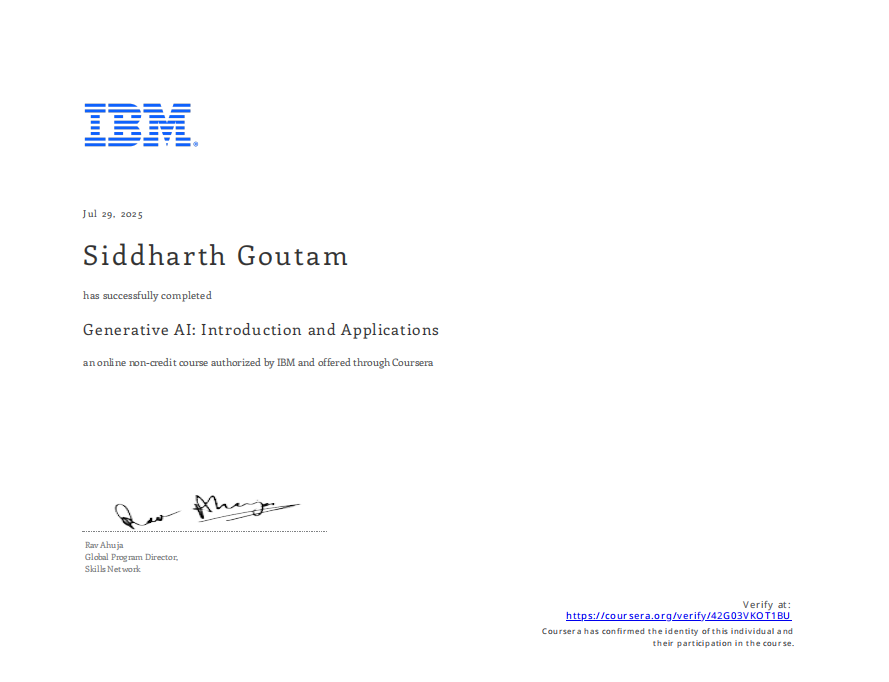 IBM®
Jul 29, 2025
Siddharth Goutam
has successfully completed
Generative AI: Introduction and Applications
an online non-credit course authorized by IBM and offered through Coursera
Rav Ahuja
Rav Ahuja
Global Program Director,
Skills Network
Verify at:
https://coursera.org/verify/42G03VKOT1BU
Coursera has confirmed the identity of this individual and
their participation in the course.